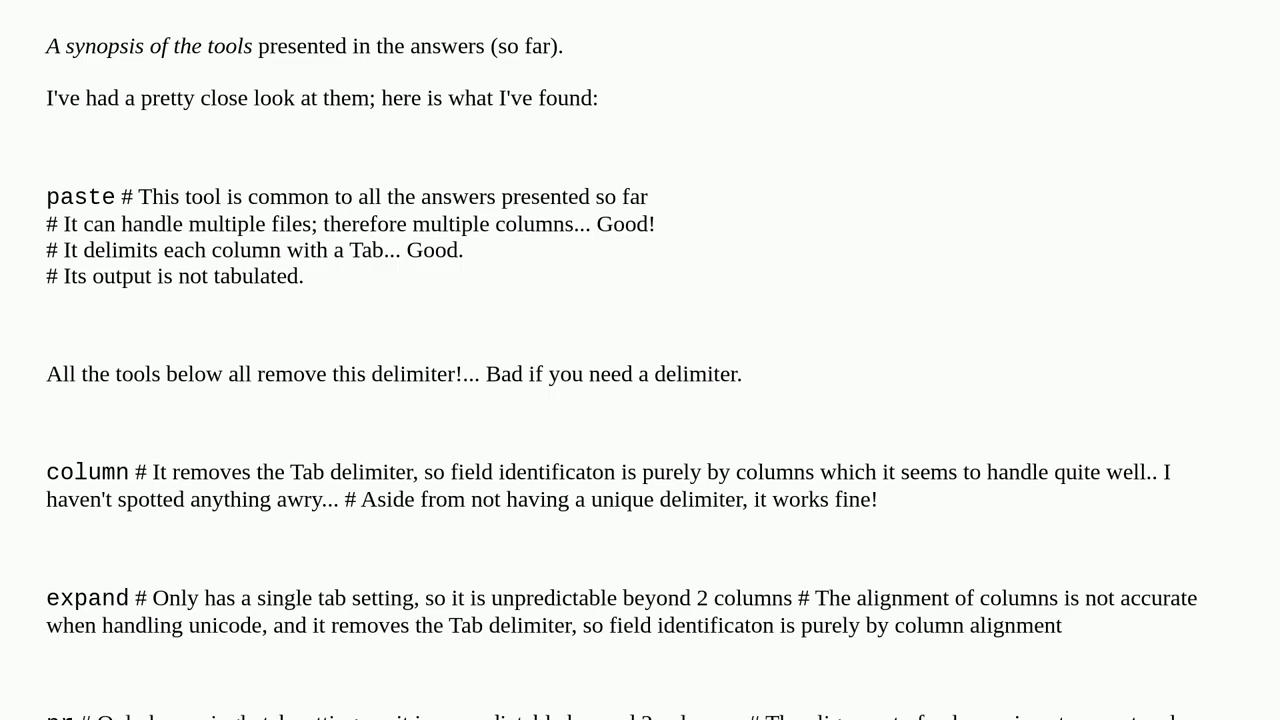 A synopsis of the tools presented in the answers (so far).
I've had a pretty close look at them; here is what I've found:
paste # This tool is common to all the answers presented so far
# It can handle multiple files; therefore multiple columns... Good!
# It delimits each column with a Tab... Good.
# Its output is not tabulated.
All the tools below all remove this delimiter!... Bad if you need a delimiter.
column # It removes the Tab delimiter, so field identificaton is purely by columns which it seems to handle quite well.. I
haven't spotted anything awry... # Aside from not having a unique delimiter, it works fine!
expand # Only has a single tab setting, so it is unpredictable beyond 2 columns # The alignment of columns is not accurate
when handling unicode, and it removes the Tab delimiter, so field identificaton is purely by column alignment